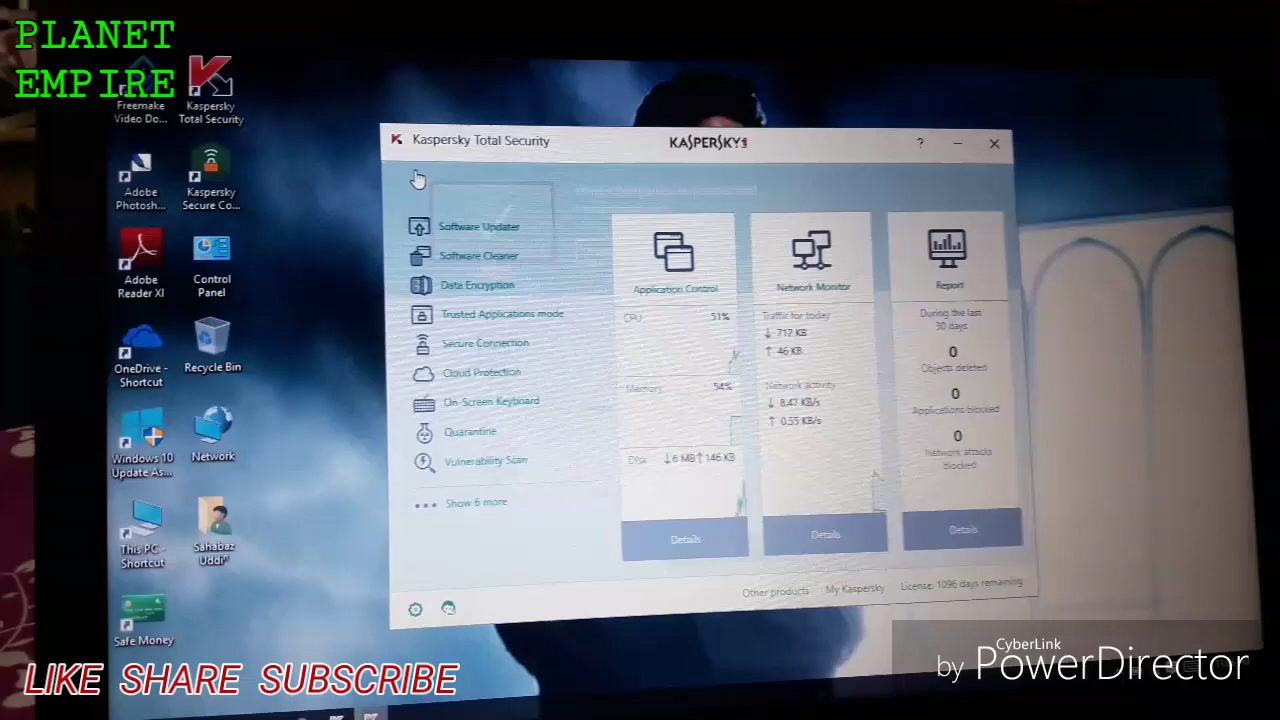 PLANET
EMPIRE
Freemake
Video Do...
Kaspersky
Total Security
Adobe
Photosh...
Kaspersky
Secure Co...
Adobe
Reader XI
Control
Panel
OneDrive -
Shortcut
Recycle Bin
Windows 10
Update As...
Network
This PC -
Shortcut
Sahabaz
Uddi
Safe Money
Kaspersky Total Security
KASPERSKY
?
Software Updater
Software Cleaner
Data Encryption
Trusted Applications mode
Secure Connection
Cloud Protection
On-Screen Keyboard
Quarantine
Vulnerability Scan
Show 6 more
Application Control
CPU 51%
Memory 54%
Disk ↓6 MB↑146 KB
Details
Network Monitor
Traffic for today
↓ 712 KB
↑ 46 KB
Network activity
↓ 8.47 KB/s
↑ 0.55 KB/s
Details
Report
During the last
30 days
0
Objects deleted
0
Applications blocked
0
Network attacks
blocked
Details
Other products My Kaspersky License: 1096 days remaining
LIKE SHARE SUBSCRIBE
CyberLink
by PowerDirector